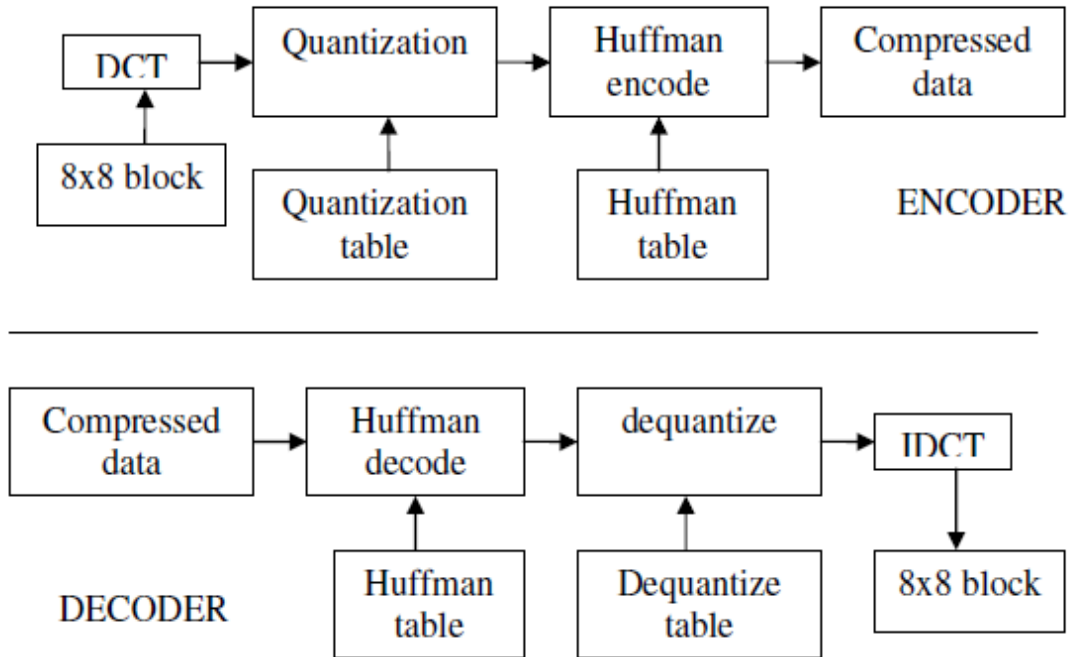 DCT
Quantization
Huffman
encode
Compressed
data
8x8 block
Quantization
table
Huffman
table
ENCODER
Compressed
data
Huffman
decode
dequantize
IDCT
DECODER
Huffman
table
Dequantize
table
8x8 block